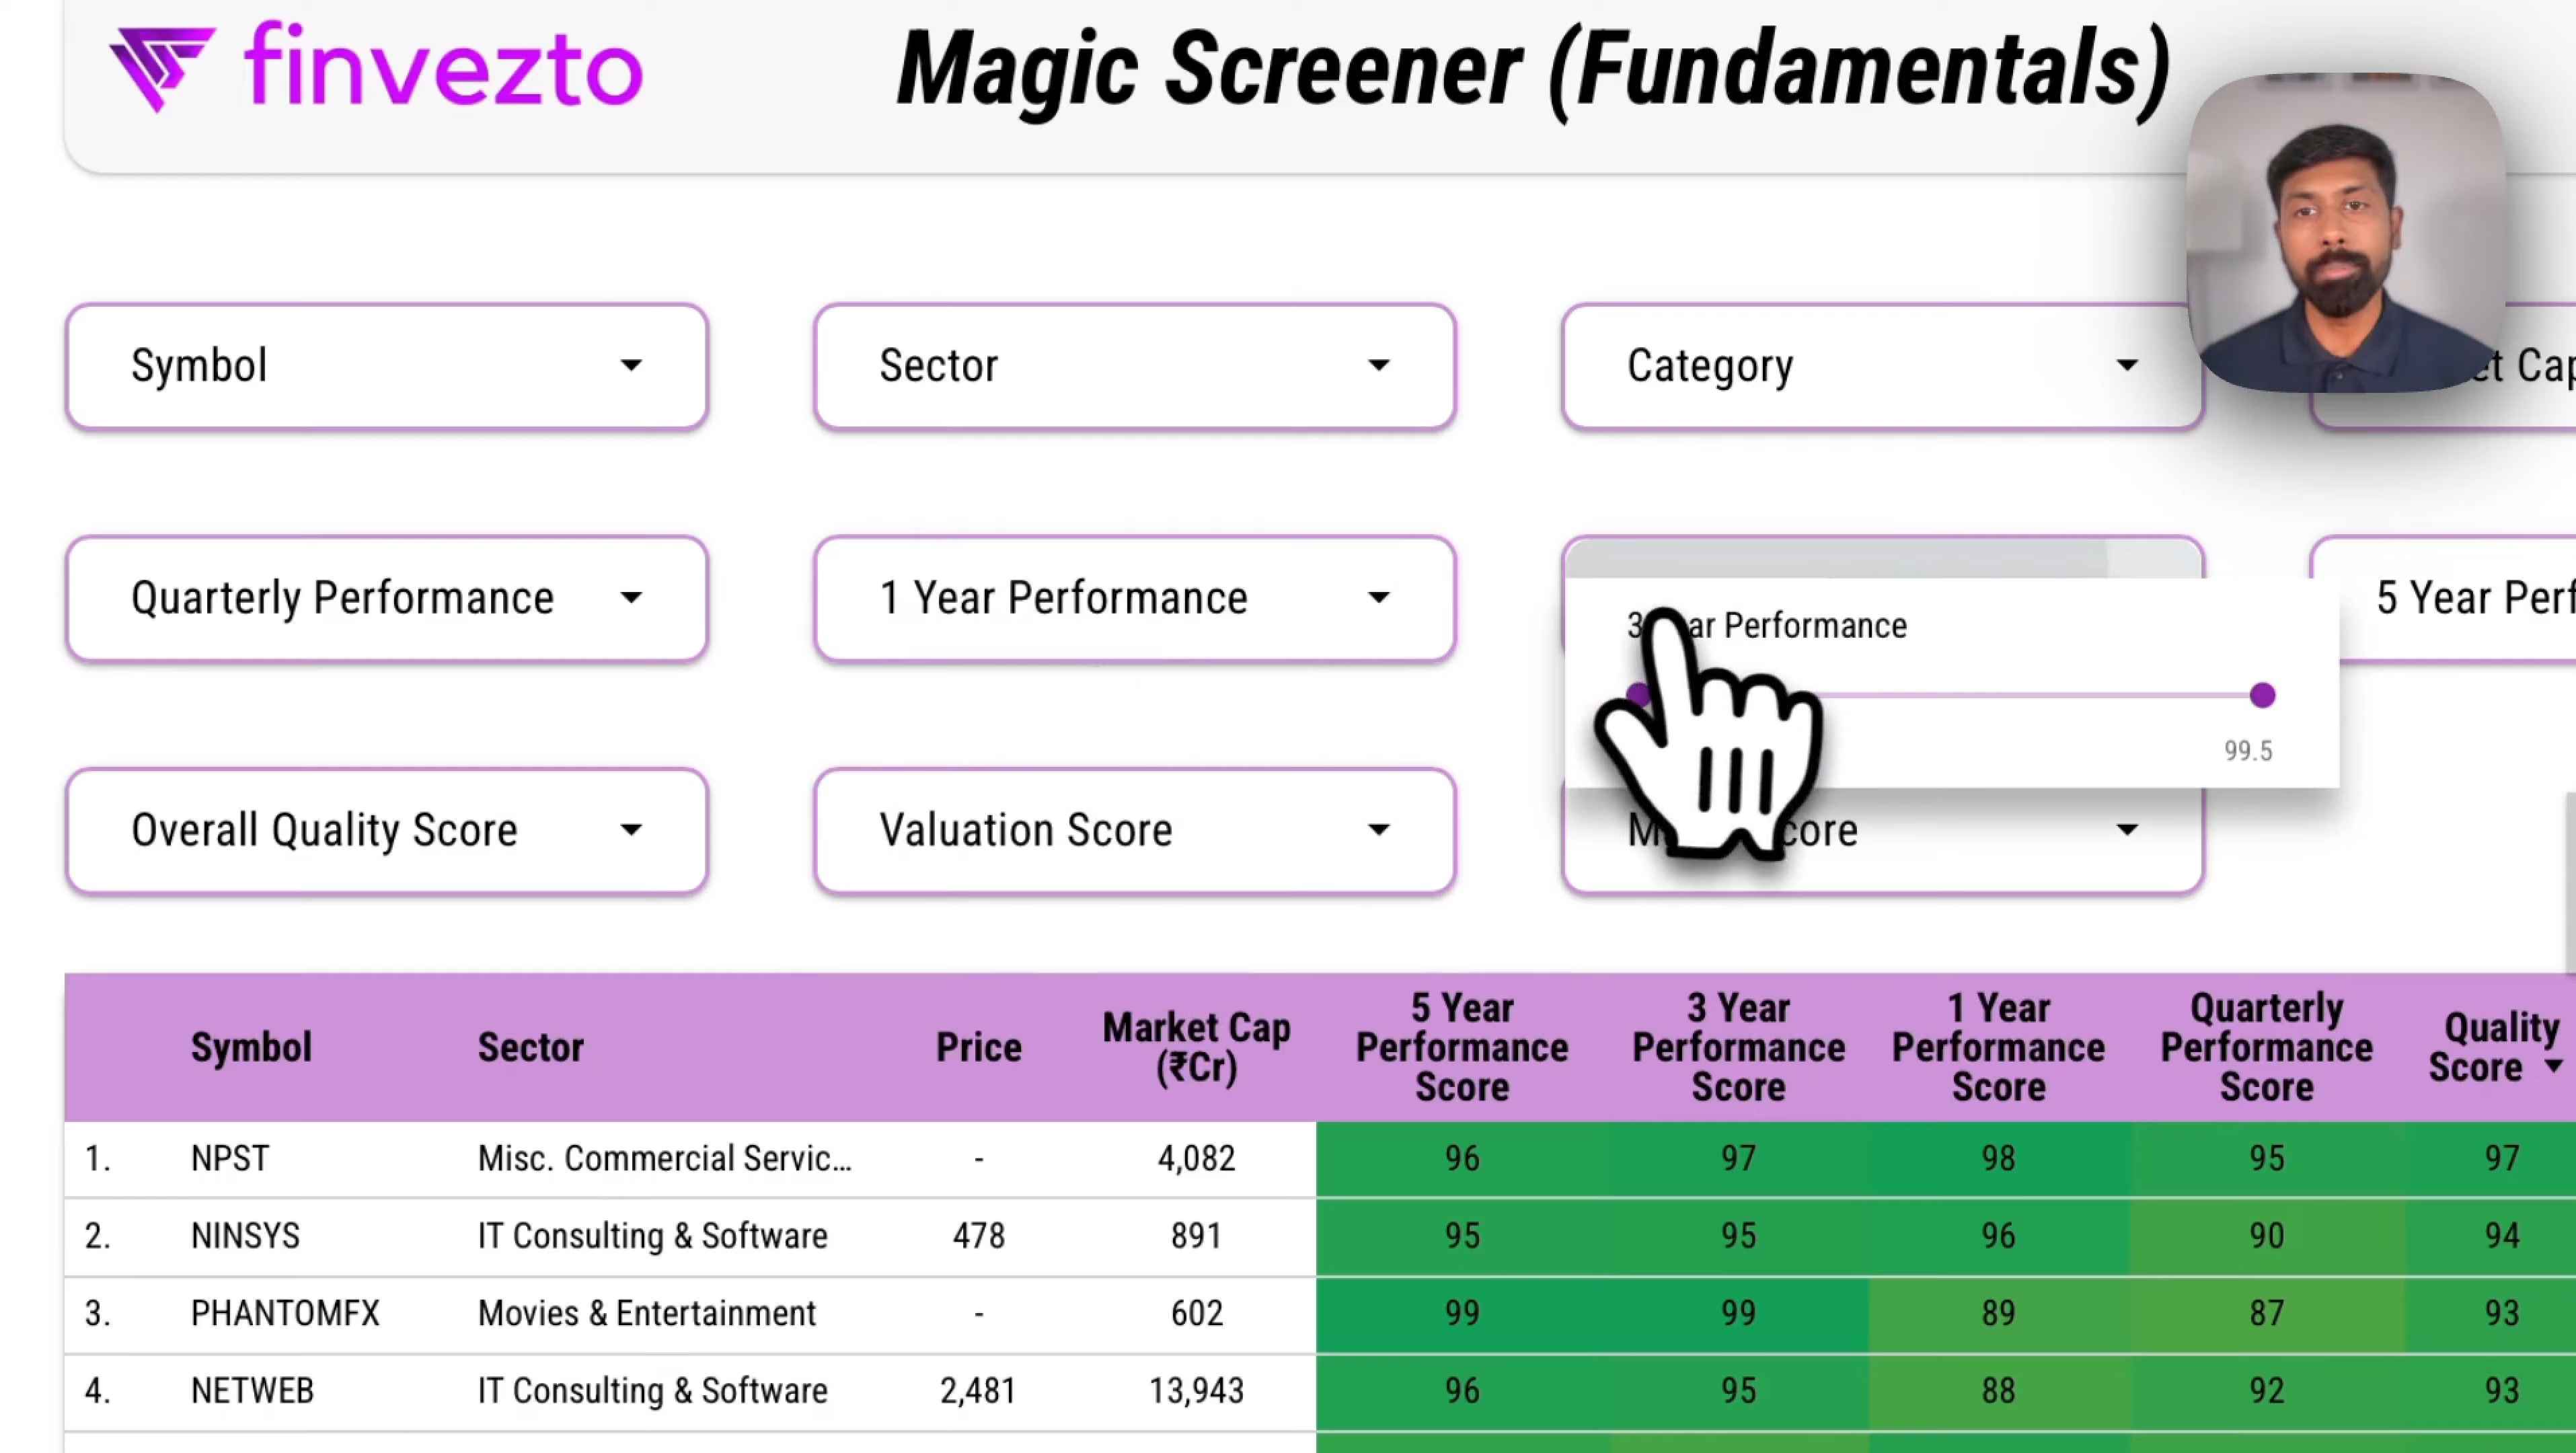 finvezto
Magic Screener (Fundamentals)
Symbol
Sector
Category
Cap
Quarterly Performance
1 Year Performance
3 Performance
99.5
5 Year
Overall Quality Score
Valuation Score
Symbol
Sector
Price
Market Cap
(₹Cr)
5 Year
Performance
Score
3 Year
Performance
Score
1 Year
Performance
Score
Quarterly
Performance
Score
Quality
Score
1. NPST Misc. Commercial Servic... - 4,082 96 97 98 95 97
2. NINSYS IT Consulting & Software 478 891 95 95 96 90 94
3. PHANTOMFX Movies & Entertainment - 602 99 99 89 87 93
4. NETWEB IT Consulting & Software 2,481 13,943 96 95 88 92 93